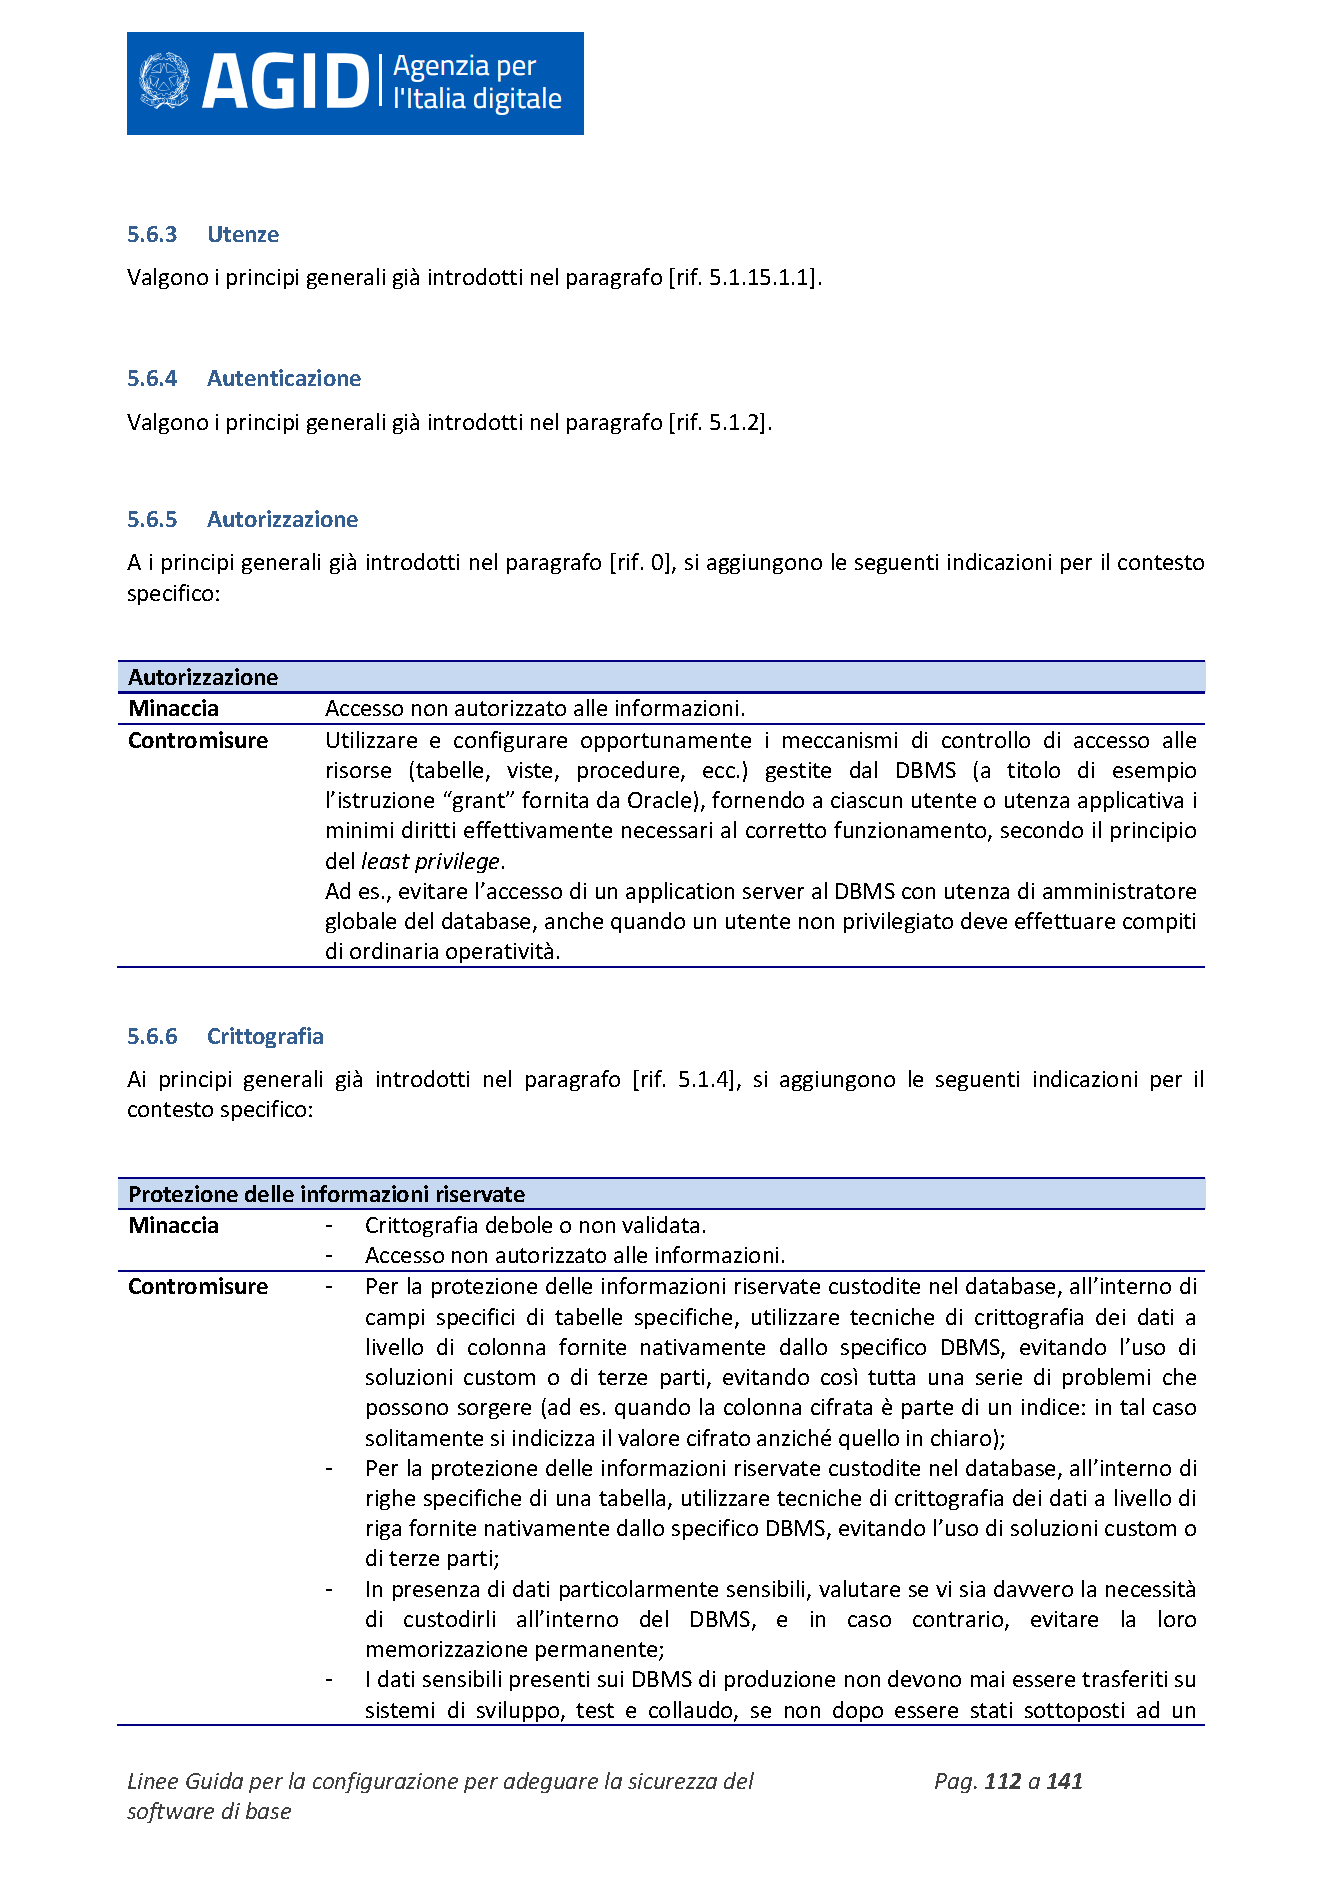 AGID Agenzia per
l'Italia digitale
5.6.3 Utenze
Valgono i principi generali già introdotti nel paragrafo [rif. 5.1.15.1.1].
5.6.4 Autenticazione
Valgono i principi generali già introdotti nel paragrafo [rif. 5.1.2].
5.6.5 Autorizzazione
A i principi generali già introdotti nel paragrafo [rif. 0], si aggiungono le seguenti indicazioni per il contesto
specifico:
Autorizzazione
Minaccia Accesso non autorizzato alle informazioni.
Contromisure Utilizzare e configurare opportunamente i meccanismi di controllo di accesso alle
risorse (tabelle, viste, procedure, ecc.) gestite dal DBMS (a titolo di esempio
l’istruzione “grant” fornita da Oracle), fornendo a ciascun utente o utenza applicativa i
minimi diritti effettivamente necessari al corretto funzionamento, secondo il principio
del least privilege.
Ad es., evitare l’accesso di un application server al DBMS con utenza di amministratore
globale del database, anche quando un utente non privilegiato deve effettuare compiti
di ordinaria operatività.
5.6.6 Crittografia
Ai principi generali già introdotti nel paragrafo [rif. 5.1.4], si aggiungono le seguenti indicazioni per il
contesto specifico:
Protezione delle informazioni riservate
Minaccia - Crittografia debole o non validata.
- Accesso non autorizzato alle informazioni.
Contromisure - Per la protezione delle informazioni riservate custodite nel database, all’interno di
campi specifici di tabelle specifiche, utilizzare tecniche di crittografia dei dati a
livello di colonna fornite nativamente dallo specifico DBMS, evitando l’uso di
soluzioni custom o di terze parti, evitando così tutta una serie di problemi che
possono sorgere (ad es. quando la colonna cifrata è parte di un indice: in tal caso
solitamente si indicizza il valore cifrato anziché quello in chiaro);
- Per la protezione delle informazioni riservate custodite nel database, all’interno di
righe specifiche di una tabella, utilizzare tecniche di crittografia dei dati a livello di
riga fornite nativamente dallo specifico DBMS, evitando l’uso di soluzioni custom o
di terze parti;
- In presenza di dati particolarmente sensibili, valutare se vi sia davvero la necessità
di custodirli all’interno del DBMS, e in caso contrario, evitare la loro
memorizzazione permanente;
- I dati sensibili presenti sui DBMS di produzione non devono mai essere trasferiti su
sistemi di sviluppo, test e collaudo, se non dopo essere stati sottoposti ad un
Linee Guida per la configurazione per adeguare la sicurezza del Pag. 112 a 141
software di base